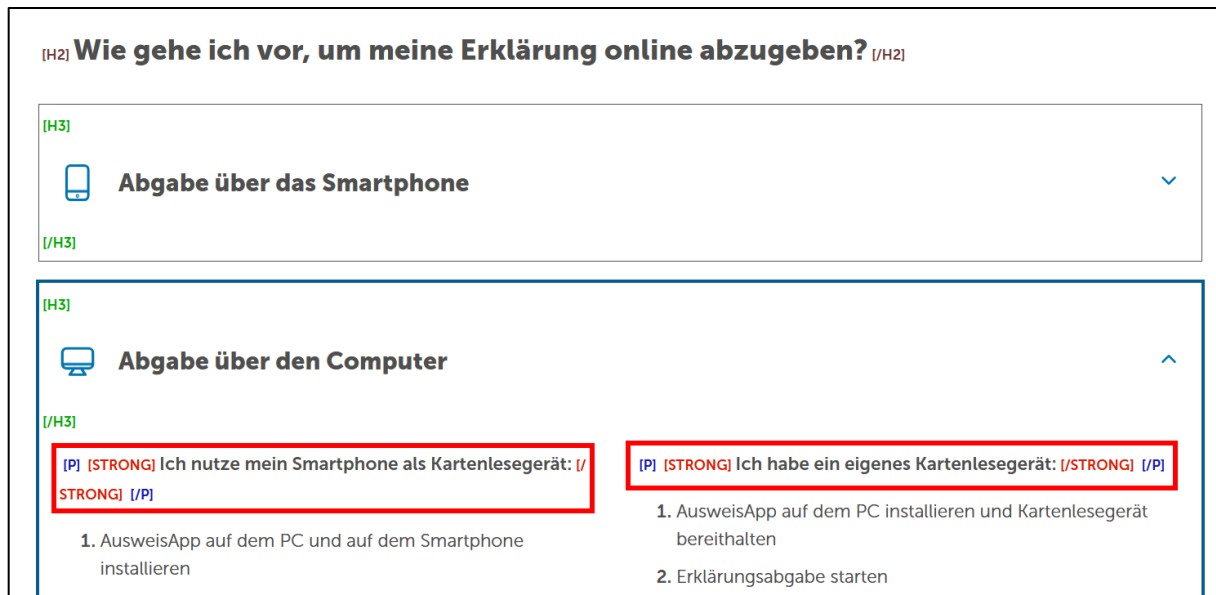 [H2] Wie gehe ich vor, um meine Erklärung online abzugeben? [/H2]
[H3]
Abgabe über das Smartphone
[/H3]
[H3]
Abgabe über den Computer
[/H3]
[P] [STRONG] Ich nutze mein Smartphone als Kartenlesegerät: [/
STRONG] [/P]
1. AusweisApp auf dem PC und auf dem Smartphone
installieren
[P] [STRONG] Ich habe ein eigenes Kartenlesegerät: [/STRONG] [/P]
1. AusweisApp auf dem PC installieren und Kartenlesegerät
bereithalten
2. Erklärungsabgabe starten